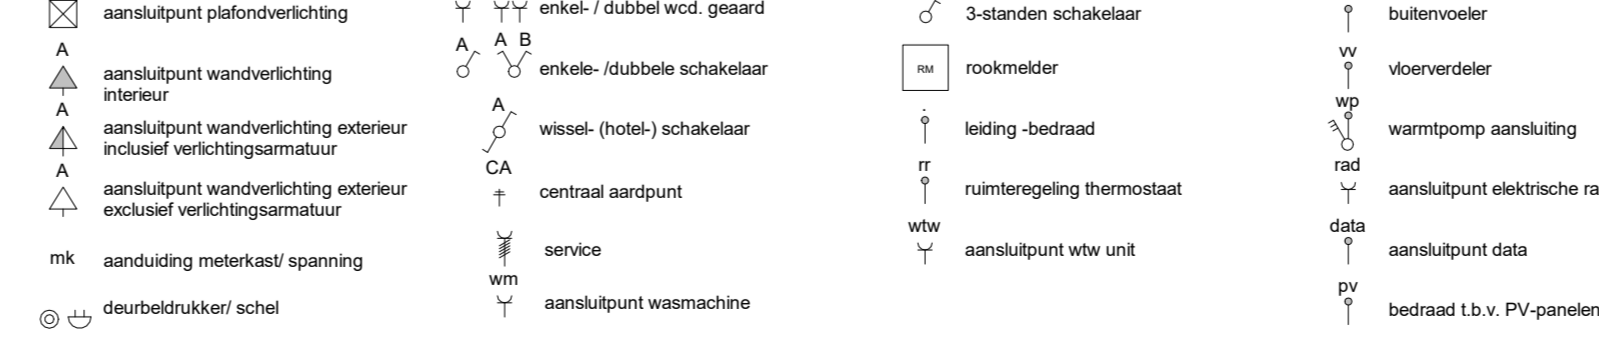 aansluitpunt plafondverlichting
A
aansluitpunt wandverlichting
interieur
A
aansluitpunt wandverlichting exterieur
inclusief verlichtingsarmatuur
A
aansluitpunt wandverlichting exterieur
exclusief verlichtingsarmatuur
mk aanduiding meterkast/ spanning
deurbeldrukker/ schel
enkel- / dubbel wcd. geaard
A A B
enkele- /dubbele schakelaar
A
wissel- (hotel-) schakelaar
CA
centraal aardpunt
service
wm
aansluitpunt wasmachine
3-standen schakelaar
RM rookmelder
leiding -bedraad
rr
ruimteregeling thermostaat
wtw
aansluitpunt wtw unit
buitenvoeler
vv
vloerverdeler
wp
warmtpomp aansluiting
rad
aansluitpunt elektrische ra
data
aansluitpunt data
pv
bedraad t.b.v. PV-panelen